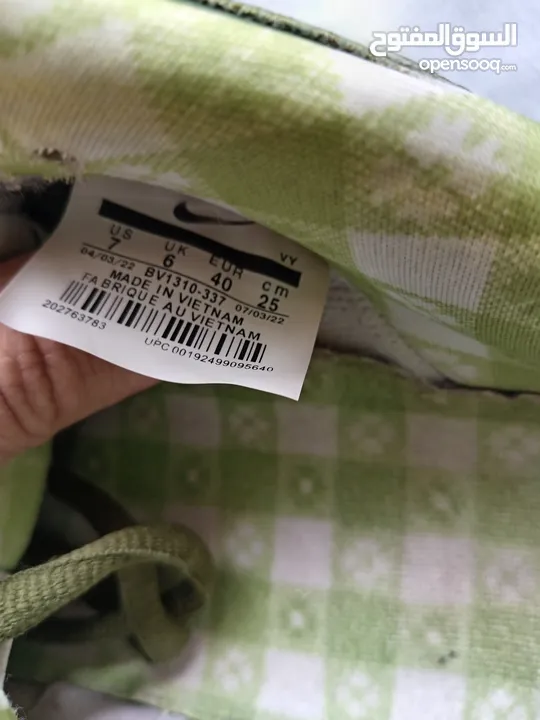 السوق المفتوح
opensooq.com
VY
US UK EUR cm
7 6 40 25
04/03/22 BV1310-337 07/03/22
MADE IN VIETNAM
FABRIQUE AU VIETNAM
202763783
UPC 00192499095640